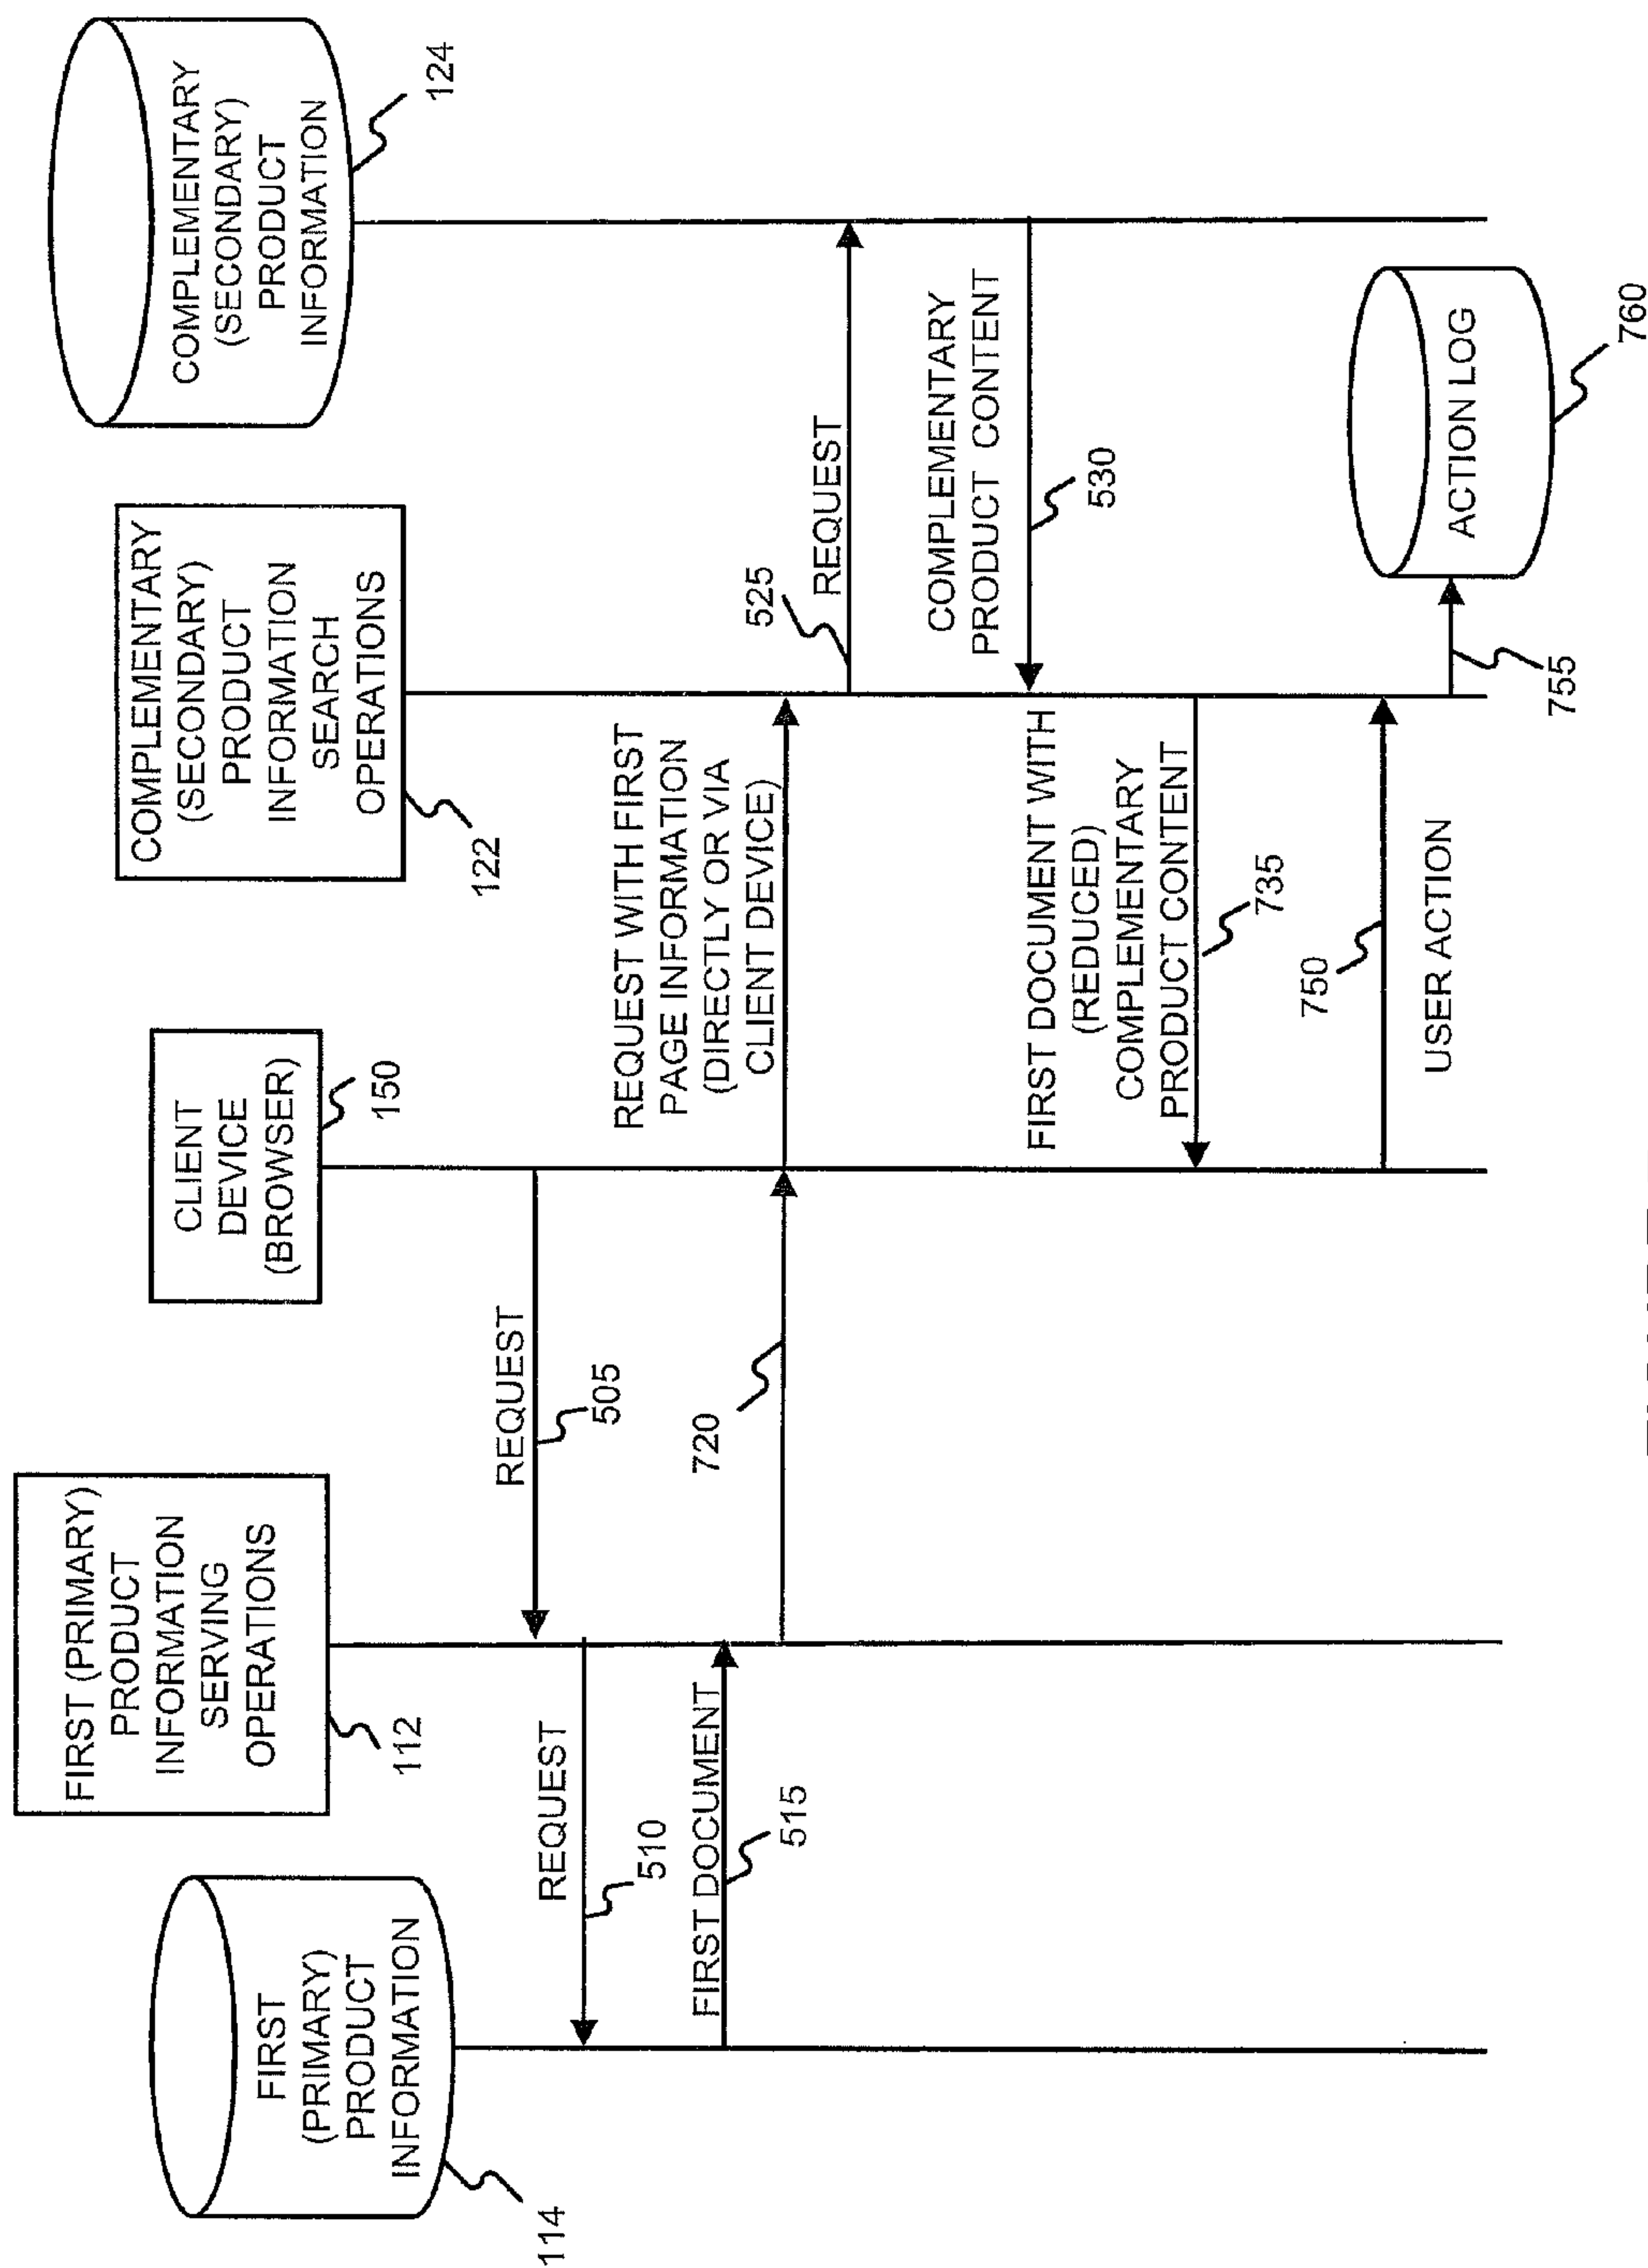 FIRST
(PRIMARY)
PRODUCT
INFORMATION
114
FIRST (PRIMARY)
PRODUCT
INFORMATION
SERVING
OPERATIONS
112
CLIENT
DEVICE
(BROWSER)
150
COMPLEMENTARY
(SECONDARY)
PRODUCT
INFORMATION
SEARCH
OPERATIONS
122
COMPLEMENTARY
(SECONDARY)
PRODUCT
INFORMATION
124
REQUEST
505
REQUEST
510
FIRST DOCUMENT
515
720
REQUEST WITH FIRST
PAGE INFORMATION
(DIRECTLY OR VIA
CLIENT DEVICE)
525
REQUEST
COMPLEMENTARY
PRODUCT CONTENT
530
FIRST DOCUMENT WITH
(REDUCED)
COMPLEMENTARY
PRODUCT CONTENT
735
750
USER ACTION
755
ACTION LOG
760